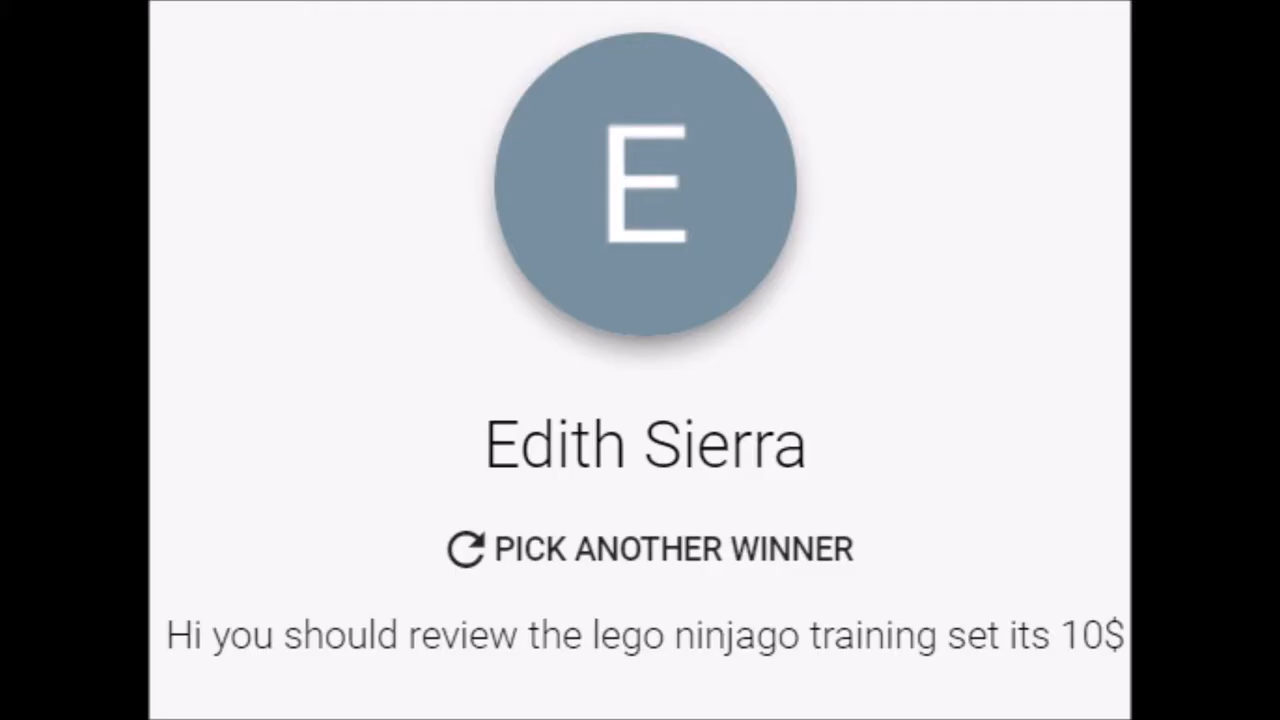 E
Edith Sierra
PICK ANOTHER WINNER
Hi you should review the lego ninjago training set its 10$